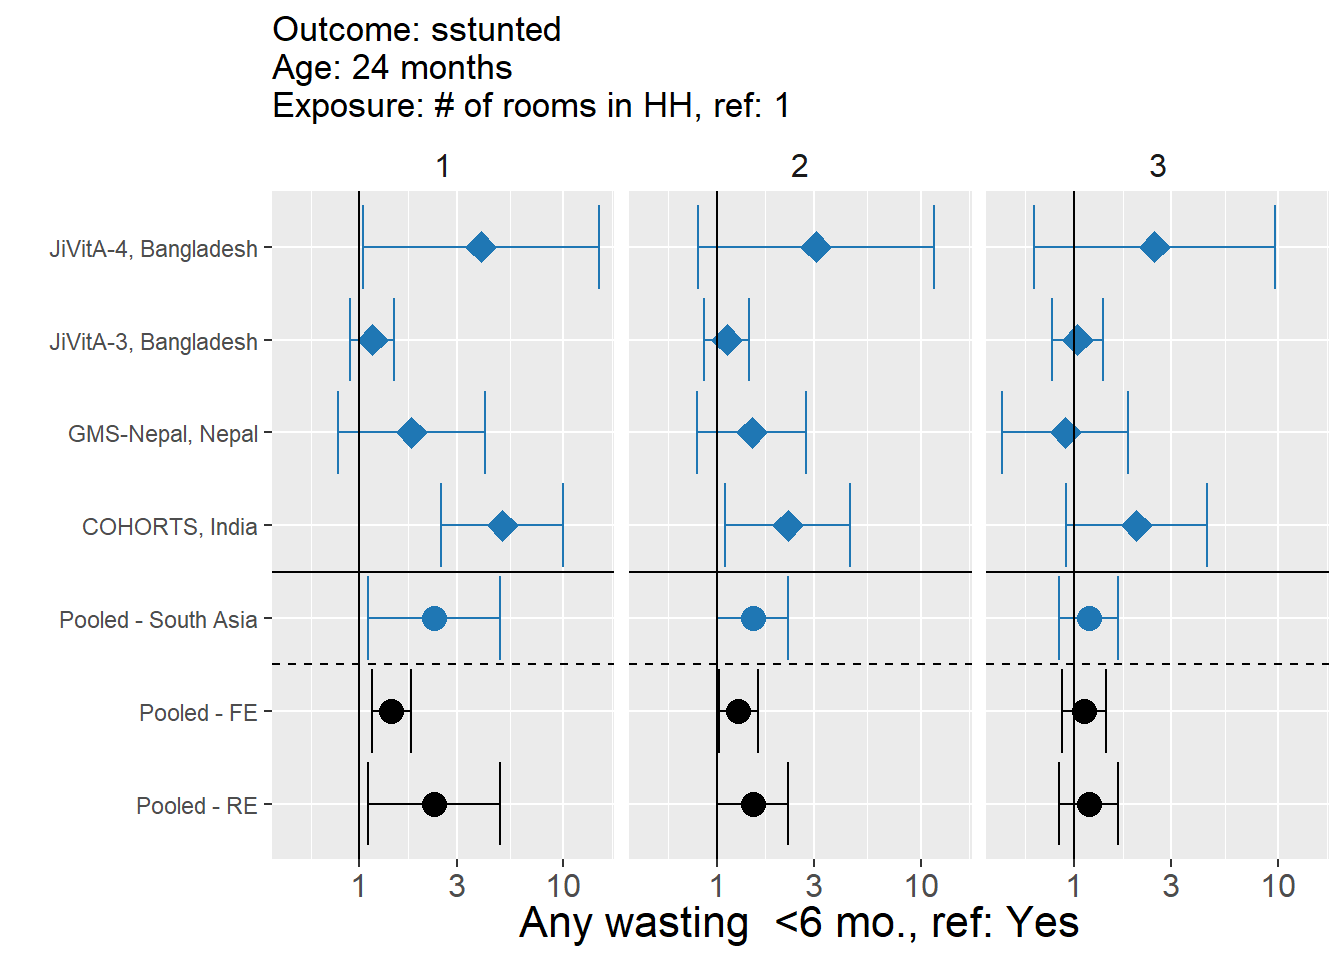 Outcome: sstunted
Age: 24 months
Exposure: # of rooms in HH, ref: 1
1 2 3
JiVitA-4, Bangladesh
JiVitA-3, Bangladesh
GMS-Nepal, Nepal
COHORTS, India
Pooled - South Asia
Pooled - FE
Pooled - RE
1 3 10 1 3 10 1 3 10
Any wasting  <6 mo., ref: Yes